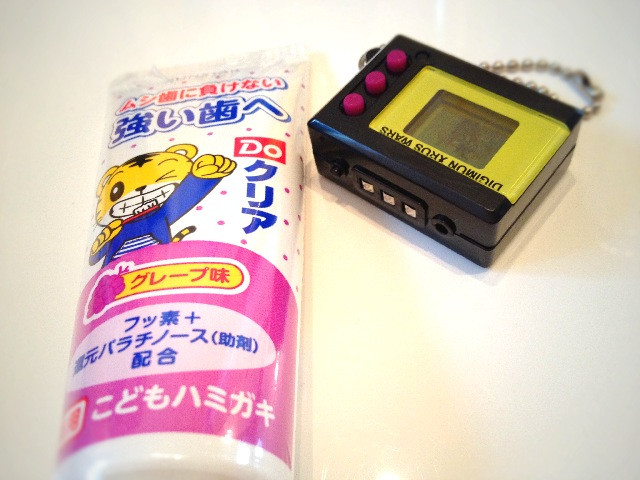 ムシ歯に負けない
強い歯へ
Do
クリア
グレープ味
フッ素+
還元パラチノース(助剤)
配合
こどもハミガキ
DIGIMON XROS WARS